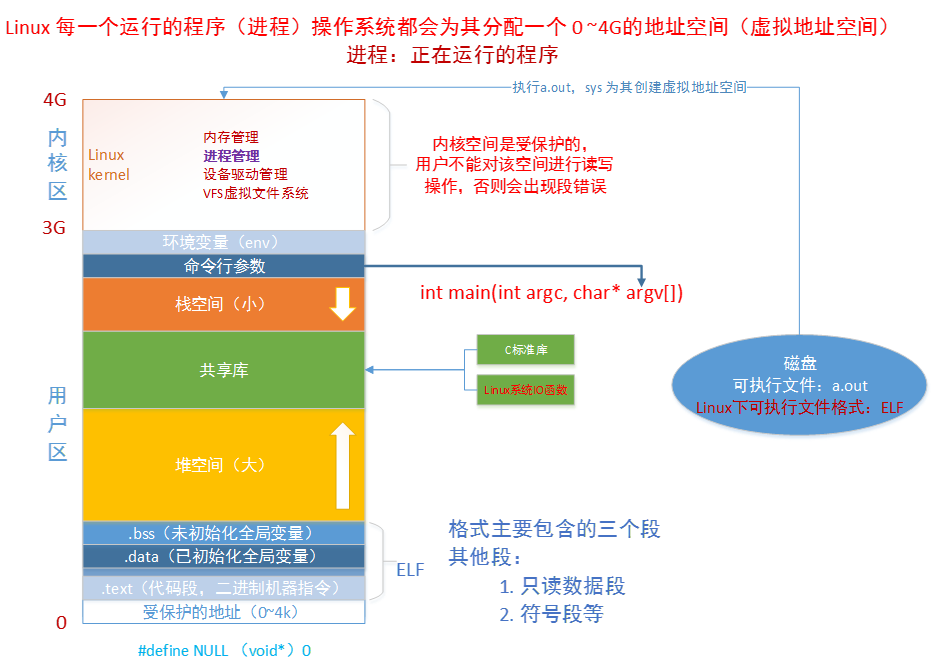 Linux 每一个运行的程序（进程）操作系统都会为其分配一个 0 ~4G的地址空间（虚拟地址空间）
进程：正在运行的程序
执行a.out，sys 为其创建虚拟地址空间
4G
内核区
Linux
kernel
内存管理
进程管理
设备驱动管理
VFS虚拟文件系统
内核空间是受保护的，
用户不能对该空间进行读写
操作，否则会出现段错误
3G
环境变量（env）
命令行参数
int main(int argc, char* argv[])
栈空间（小）
共享库
C标准库
Linux系统IO函数
磁盘
可执行文件：a.out
Linux下可执行文件格式：ELF
用户区
堆空间（大）
.bss（未初始化全局变量）
.data（已初始化全局变量）
.text（代码段，二进制机器指令）
受保护的地址（0~4k）
ELF
格式主要包含的三个段
其他段：
1. 只读数据段
2. 符号段等
0
#define NULL （void*）0